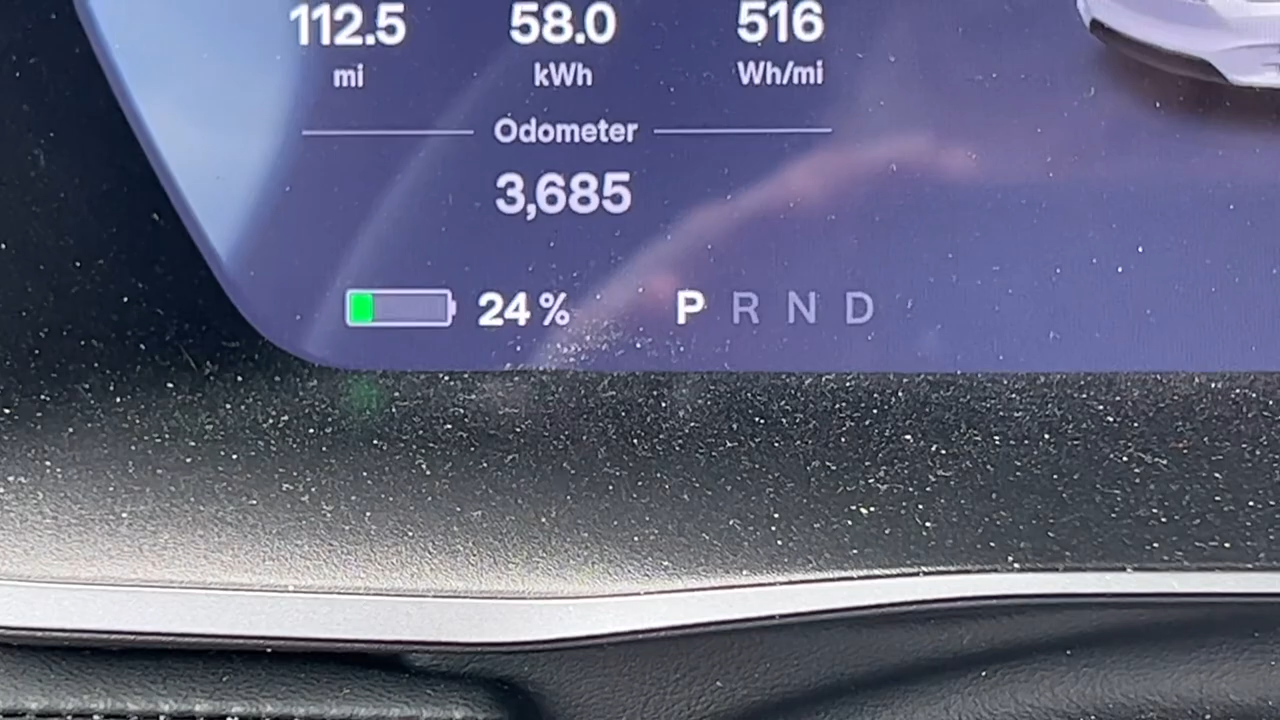 112.5 58.0 516
mi kWh Wh/mi
Odometer
3,685
24 % P R N D